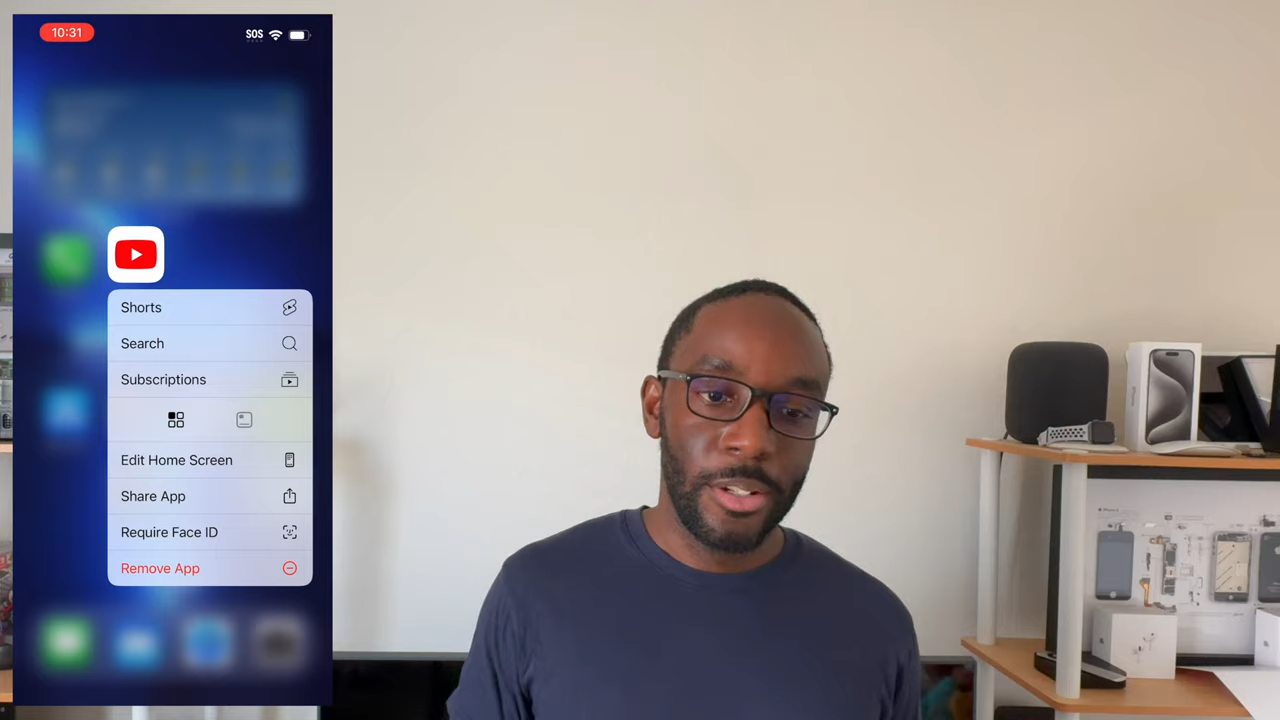 10:31
SOS
Shorts
Search
Subscriptions
Edit Home Screen
Share App
Require Face ID
Remove App